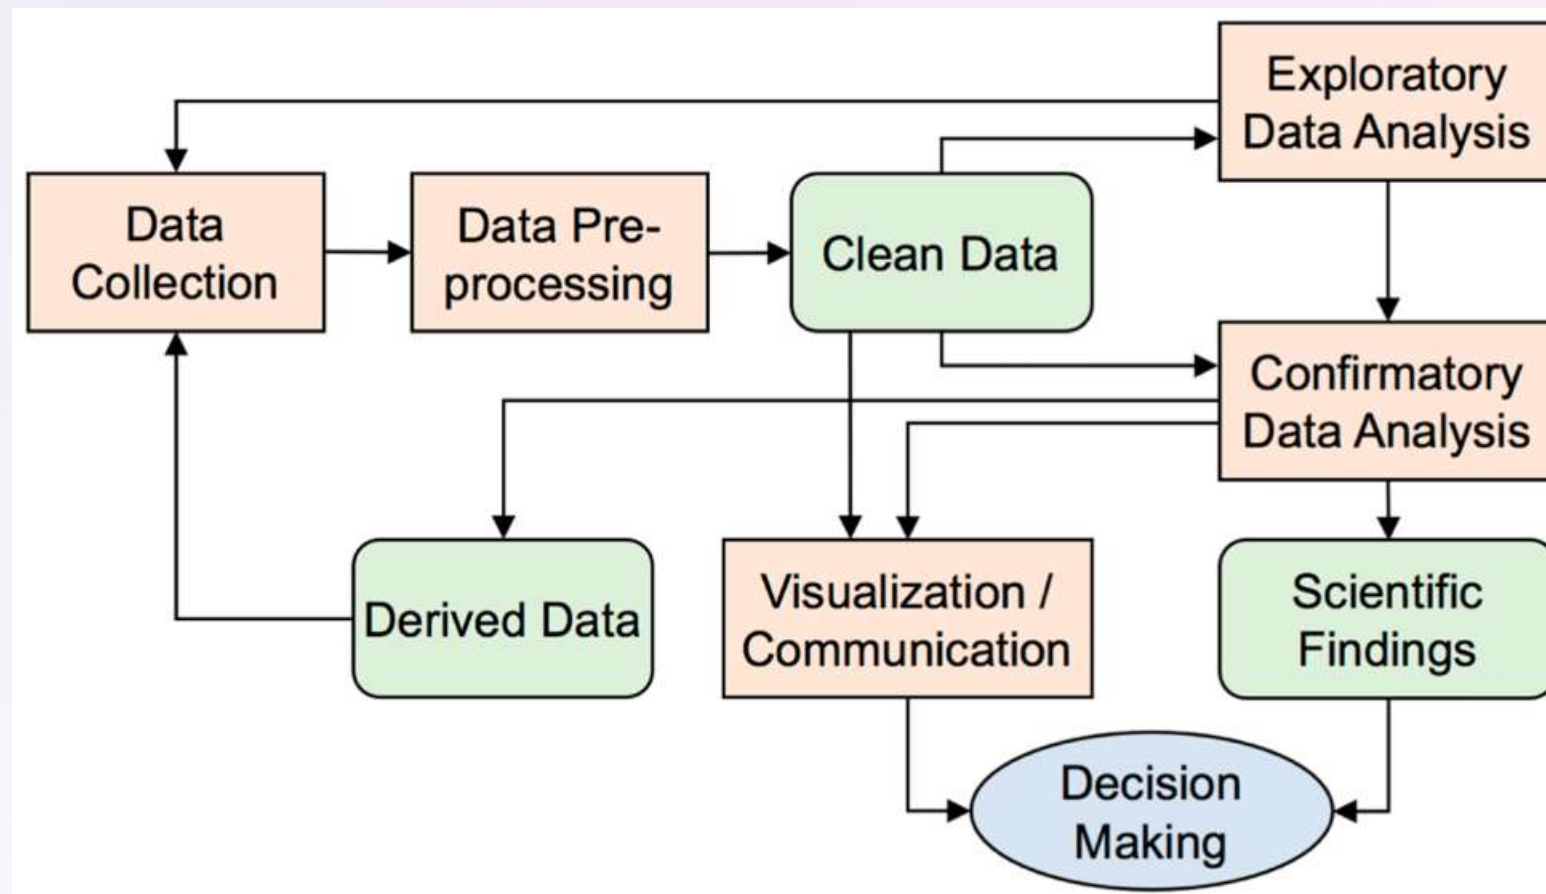 Exploratory
Data Analysis
Data
Collection
Data Pre-
processing
Clean Data
Confirmatory
Data Analysis
Derived Data
Visualization /
Communication
Scientific
Findings
Decision
Making